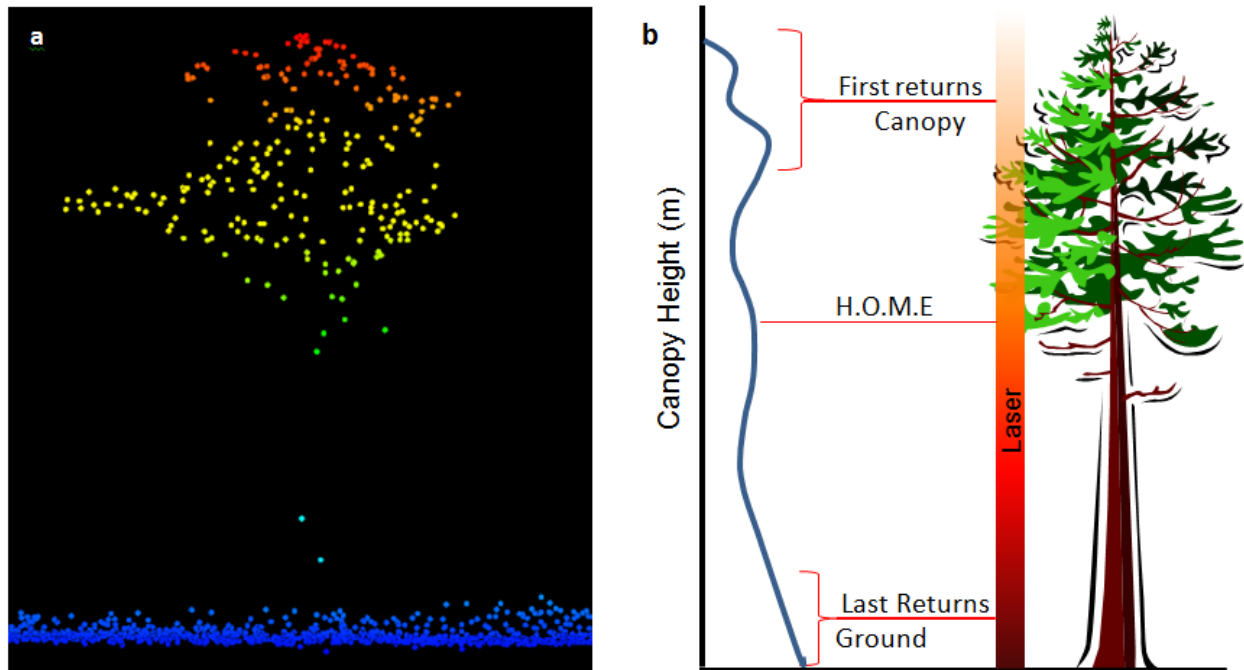 a
b
Canopy Height (m)
First returns
Canopy
H.O.M.E
Laser
Last Returns
Ground